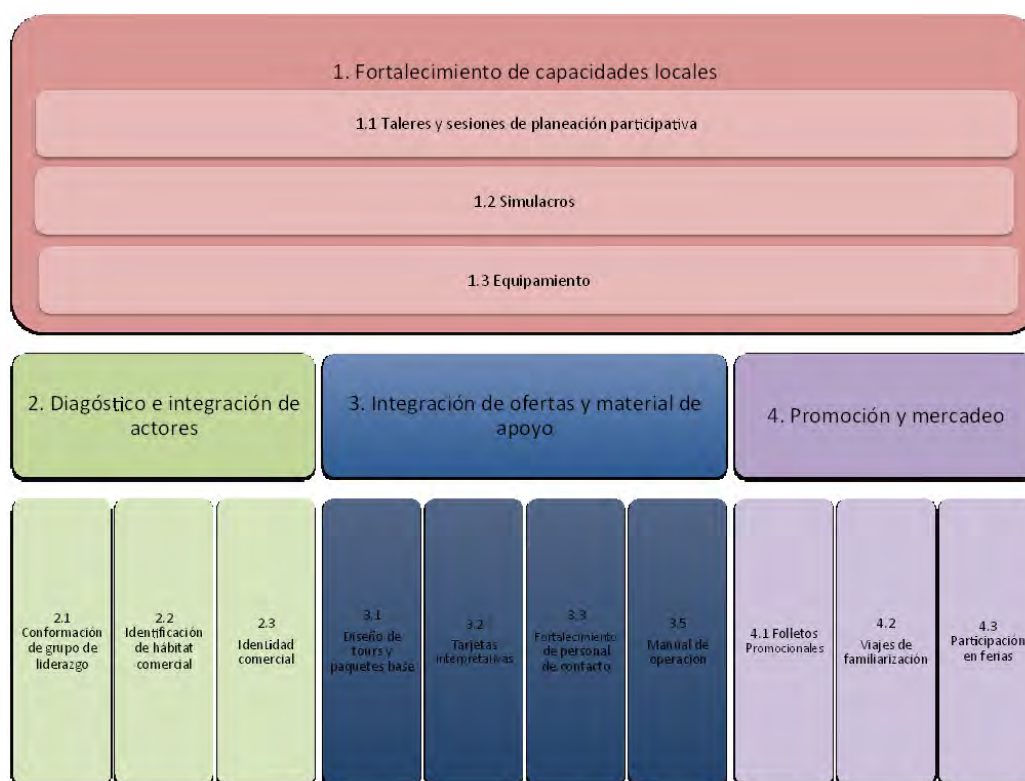 1. Fortalecimiento de capacidades locales
1.1 Taleres y sesiones de planeación participativa
1.2 Simulacros
1.3 Equipamiento
2. Diagóstico e integración de
actores
3. Integración de ofertas y material de
apoyo
4. Promoción y mercadeo
2.1
Conformación
de grupo de
liderazgo
2.2
Identificación
de hábitat
comercial
2.3
Identidad
comercial
3.1
Diseño de
tours y
paquetes base
3.2
Tarjetas
interpretativas
3.3
Fortalecimiento
de personal
de contacto
3.5
Manual de
operación
4.1 Folletos
Promocionales
4.2
Viajes de
familiarización
4.3
Participación
en ferias